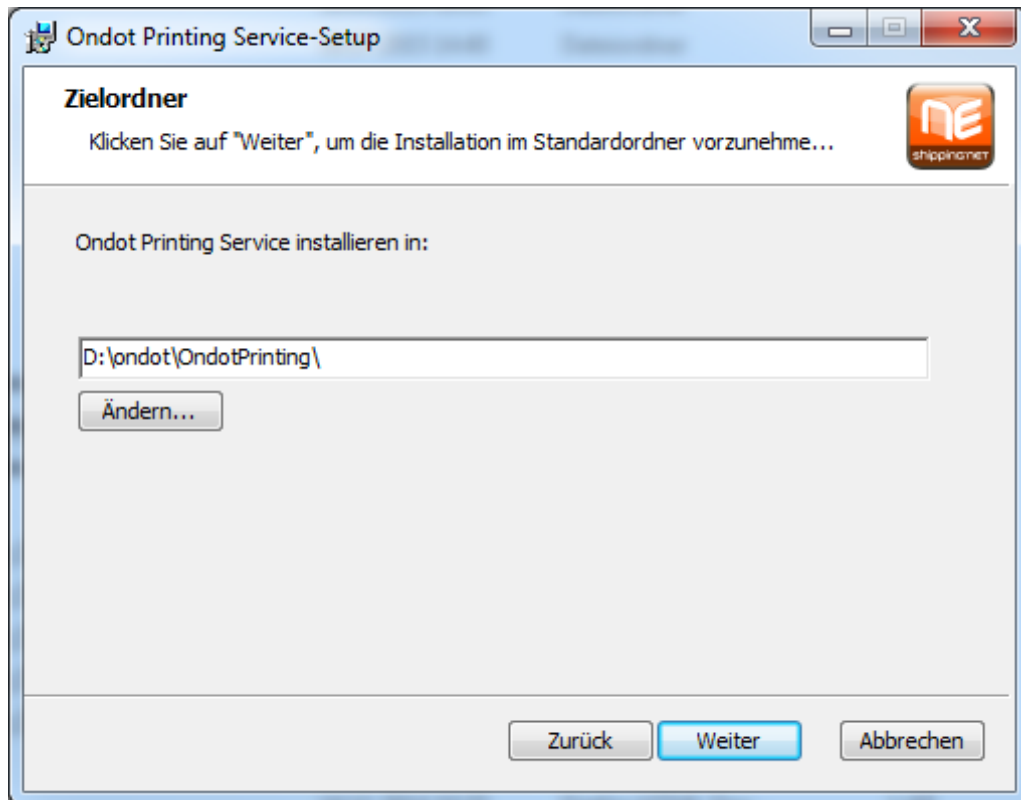 Ondot Printing Service-Setup
Zielordner
Klicken Sie auf "Weiter", um die Installation im Standardordner vorzunehme...
shippingnet
Ondot Printing Service installieren in:
D:\ondot\OndotPrinting\
Ändern...
Zurück
Weiter
Abbrechen